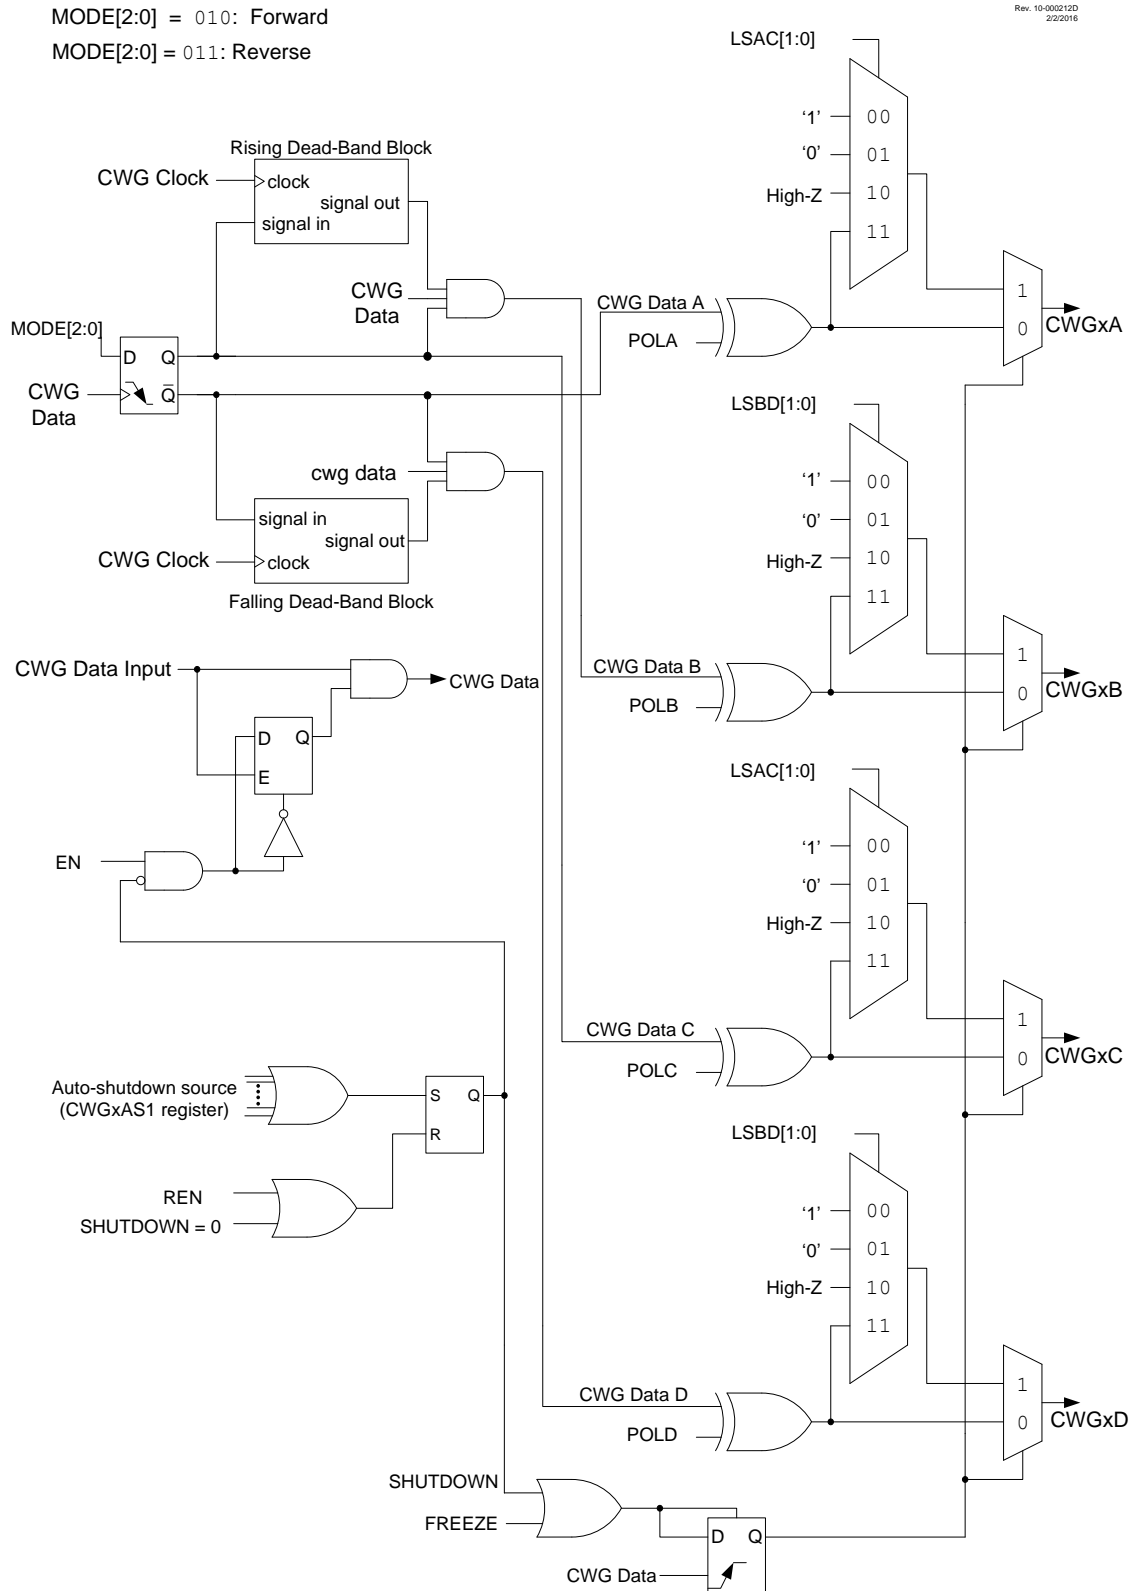 MODE[2:0] = 010: Forward
MODE[2:0] = 011: Reverse
Rev. 10-000212D
2/2/2016
LSAC[1:0]
'1'
00
'0'
01
High-Z
10
11
1
0
CWGxA
Rising Dead-Band Block
CWG Clock
clock
signal out
signal in
CWG
Data
CWG Data A
POLA
MODE[2:0]
D
Q
CWG
Data
Q
cwg data
signal in
signal out
CWG Clock
clock
Falling Dead-Band Block
LSBD[1:0]
'1'
00
'0'
01
High-Z
10
11
1
0
CWGxB
CWG Data B
POLB
CWG Data Input
CWG Data
D
Q
E
EN
LSAC[1:0]
'1'
00
'0'
01
High-Z
10
11
1
0
CWGxC
CWG Data C
POLC
Auto-shutdown source
(CWGxAS1 register)
S
Q
R
REN
SHUTDOWN = 0
LSBD[1:0]
'1'
00
'0'
01
High-Z
10
11
1
0
CWGxD
CWG Data D
POLD
SHUTDOWN
FREEZE
D
Q
CWG Data